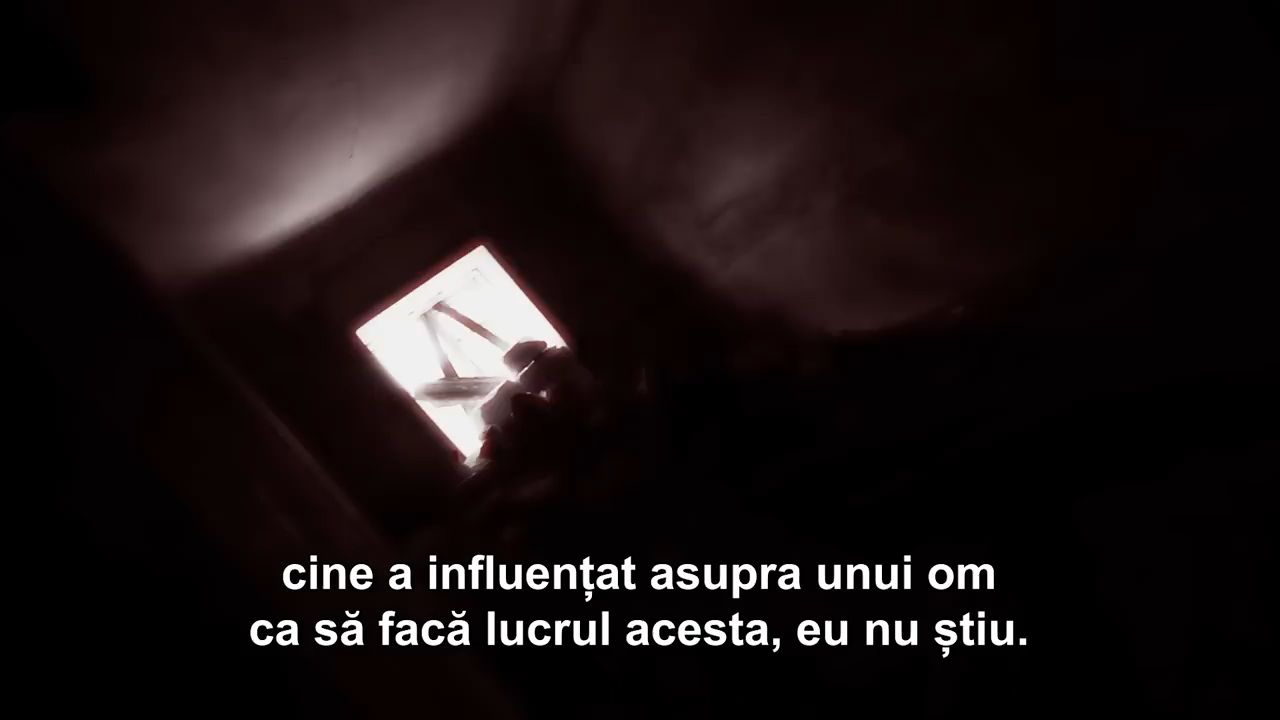 cine a influențat asupra unui om
ca să facă lucrul acesta, eu nu știu.